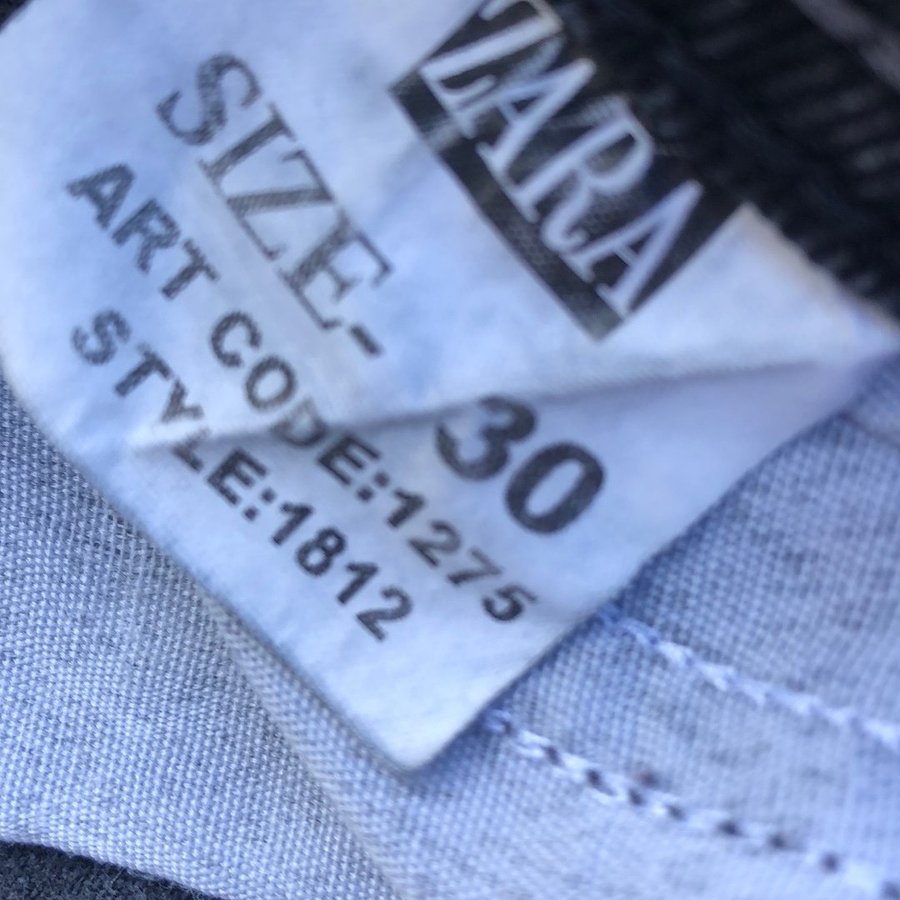 ZARA
SIZE- 30
ART CODE:1275
STYLE:1812